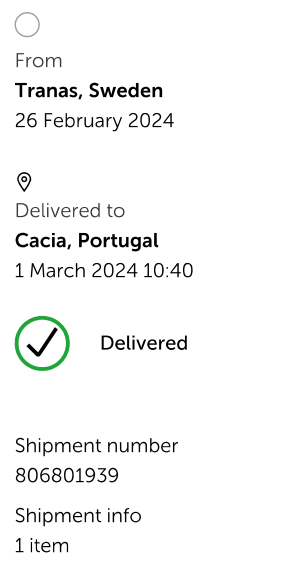 From
Tranas, Sweden
26 February 2024
Delivered to
Cacia, Portugal
1 March 2024 10:40
Delivered
Shipment number
806801939
Shipment info
1 item